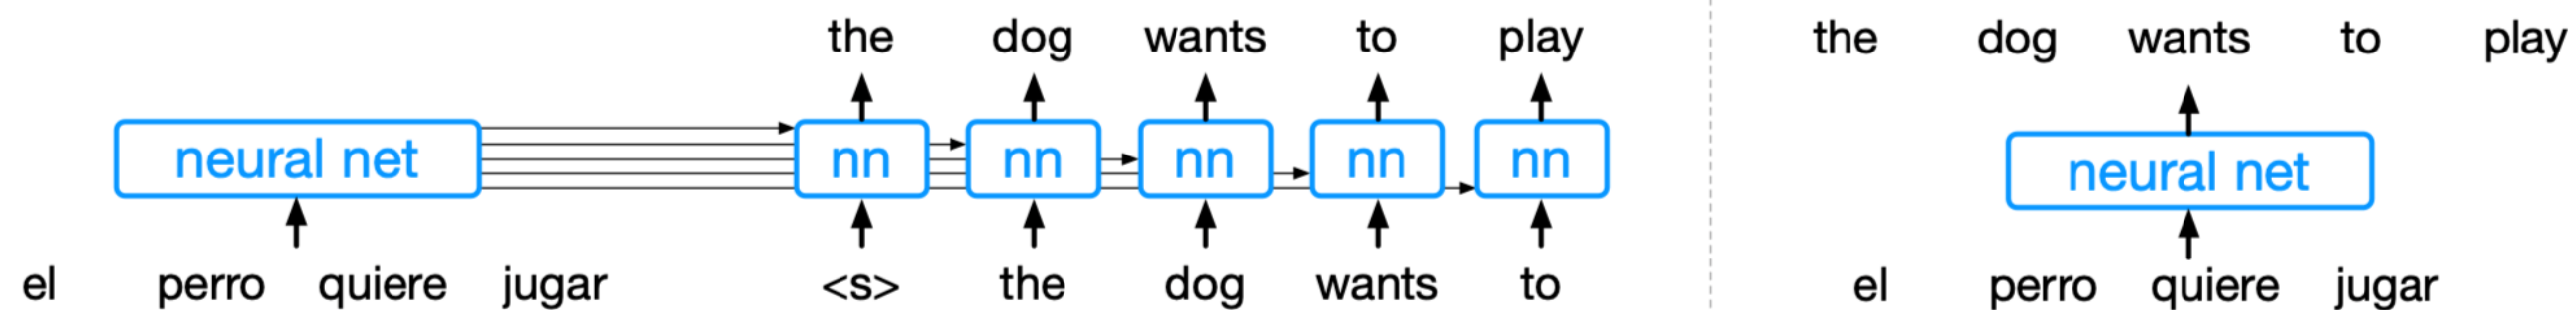 the dog wants to play
neural net nn nn nn nn nn
el perro quiere jugar <s> the dog wants to
the dog wants to play
neural net
el perro quiere jugar